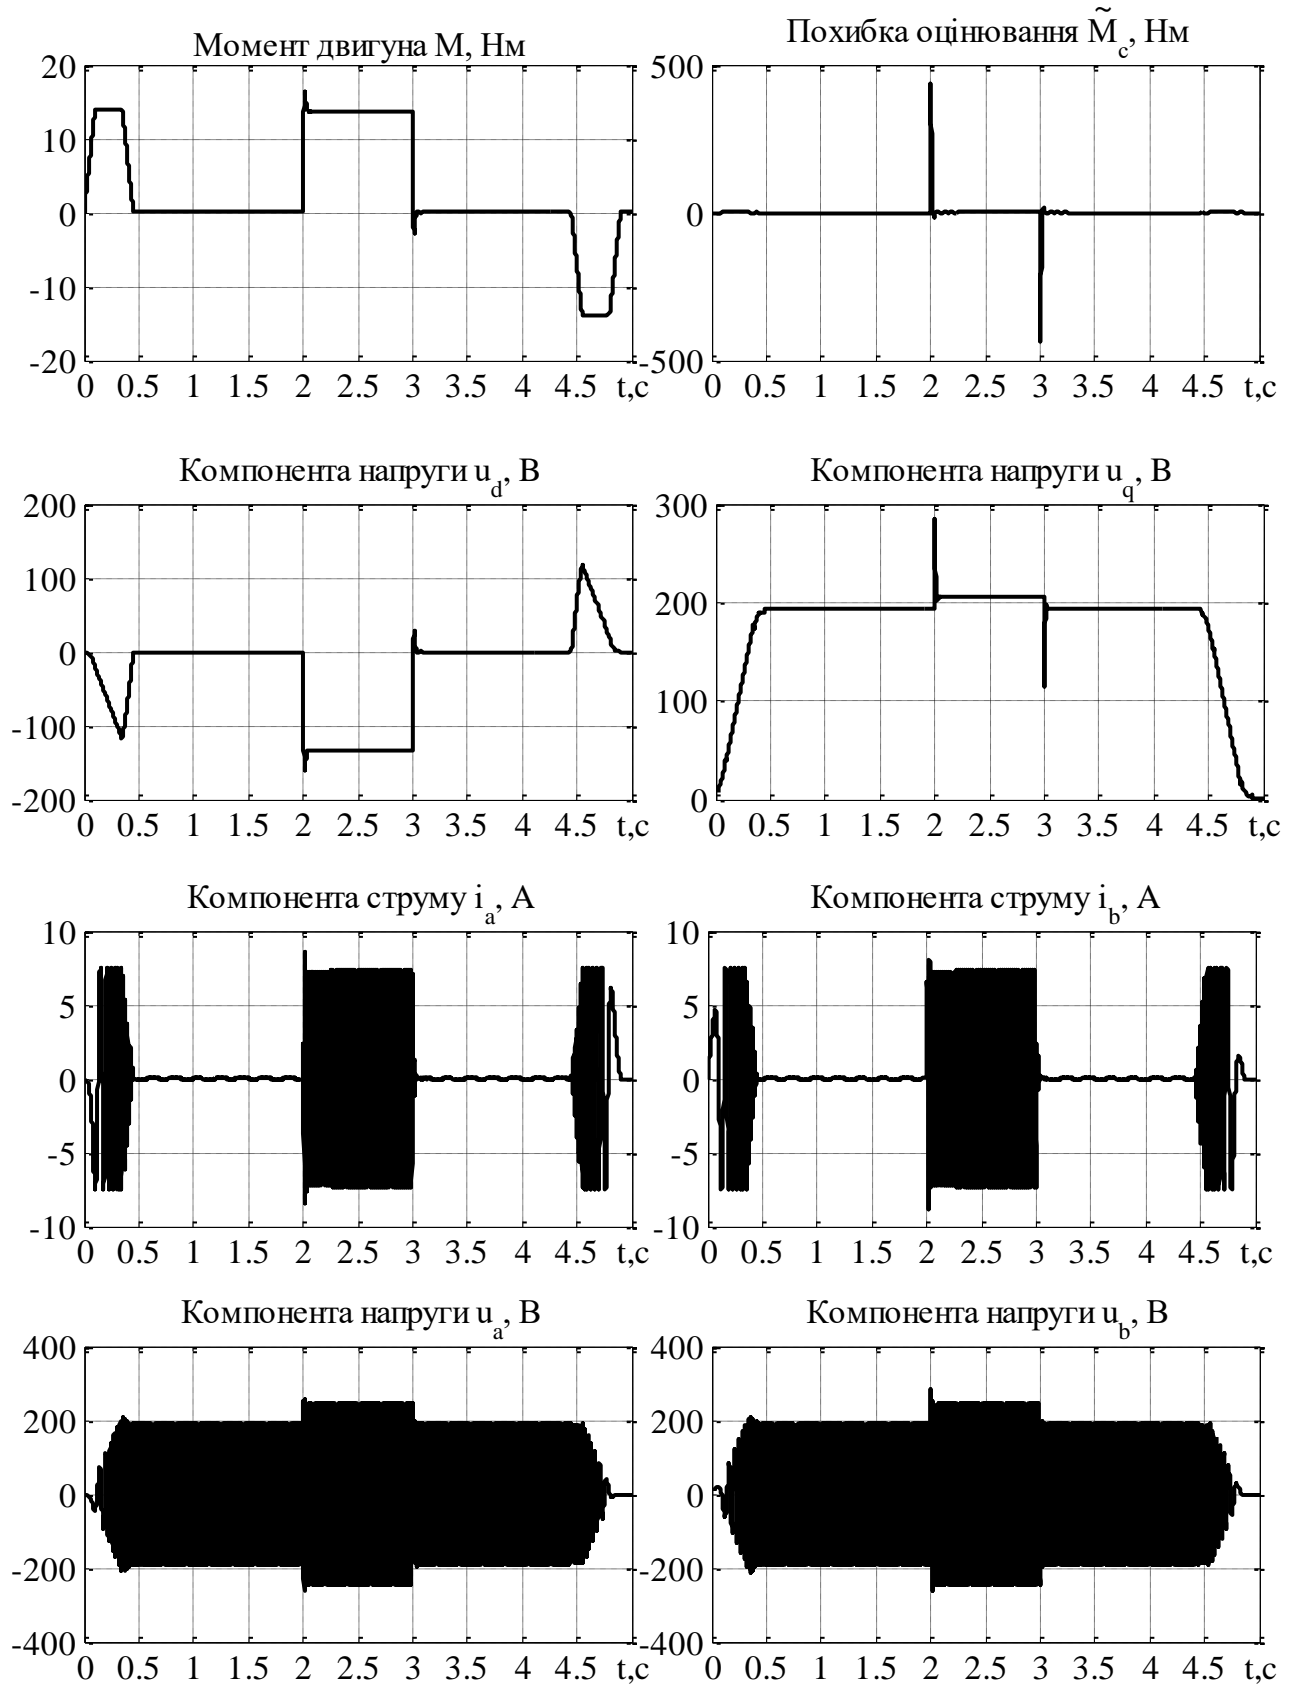 Момент двигуна M, Нм
20
10
0
-10
-20
0 0.5 1 1.5 2 2.5 3 3.5 4 4.5 t,c
Похибка оцінювання M̃c, Нм
500
0
-500
0 0.5 1 1.5 2 2.5 3 3.5 4 4.5 t,c
Компонента напруги ud, В
200
100
0
-100
-200
0 0.5 1 1.5 2 2.5 3 3.5 4 4.5 t,c
Компонента напруги uq, В
300
200
100
0
0 0.5 1 1.5 2 2.5 3 3.5 4 4.5 t,c
Компонента струму ia, А
10
5
0
-5
-10
0 0.5 1 1.5 2 2.5 3 3.5 4 4.5 t,c
Компонента струму ib, А
10
5
0
-5
-10
0 0.5 1 1.5 2 2.5 3 3.5 4 4.5 t,c
Компонента напруги ua, В
400
200
0
-200
-400
0 0.5 1 1.5 2 2.5 3 3.5 4 4.5 t,c
Компонента напруги ub, В
400
200
0
-200
-400
0 0.5 1 1.5 2 2.5 3 3.5 4 4.5 t,c